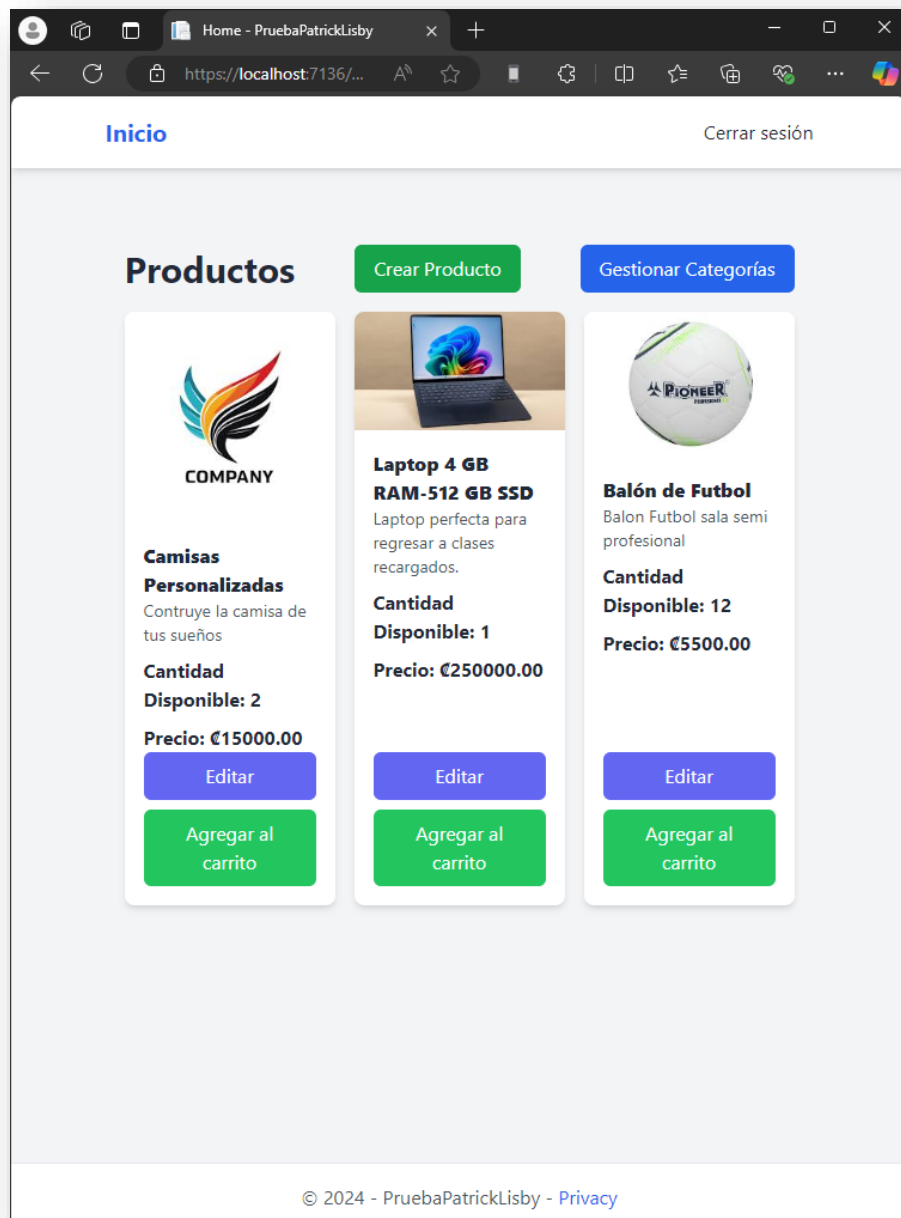 Home - PruebaPatrickLisby
https://localhost:7136/...
Inicio
Cerrar sesión
Productos
Crear Producto
Gestionar Categorías
COMPANY
Camisas
Personalizadas
Contruye la camisa de
tus sueños
Cantidad
Disponible: 2
Precio: ₡15000.00
Editar
Agregar al
carrito
Laptop 4 GB
RAM-512 GB SSD
Laptop perfecta para
regresar a clases
recargados.
Cantidad
Disponible: 1
Precio: ₡250000.00
Editar
Agregar al
carrito
PIONEER
Balón de Futbol
Balon Futbol sala semi
profesional
Cantidad
Disponible: 12
Precio: ₡5500.00
Editar
Agregar al
carrito
© 2024 - PruebaPatrickLisby - Privacy